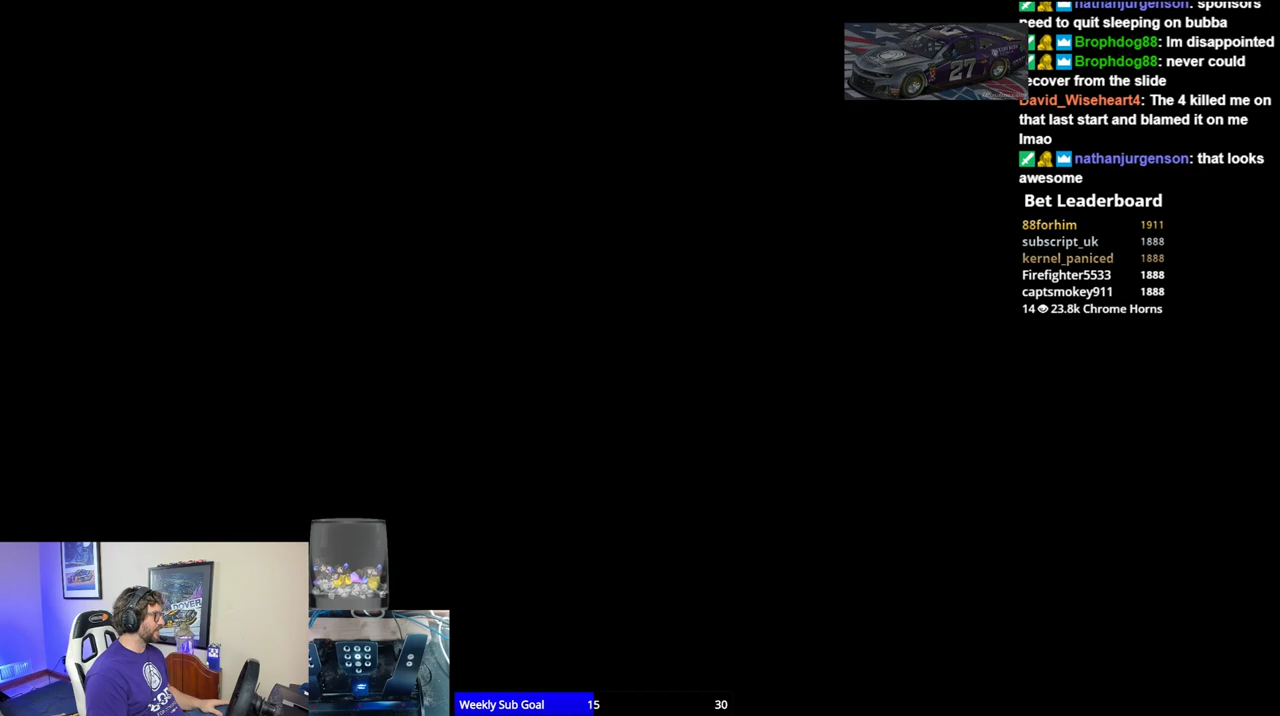 nathanjurgenson: sponsors
need to quit sleeping on bubba
Brophdog88: Im disappointed
Brophdog88: never could
recover from the slide
David_Wiseheart4: The 4 killed me on
that last start and blamed it on me
lmao
nathanjurgenson: that looks
awesome
Bet Leaderboard
88forhim 1911
subscript_uk 1888
kernel_paniced 1888
Firefighter5533 1888
captsmokey911 1888
14 23.8k Chrome Horns
27
DOVER
Weekly Sub Goal 15 30